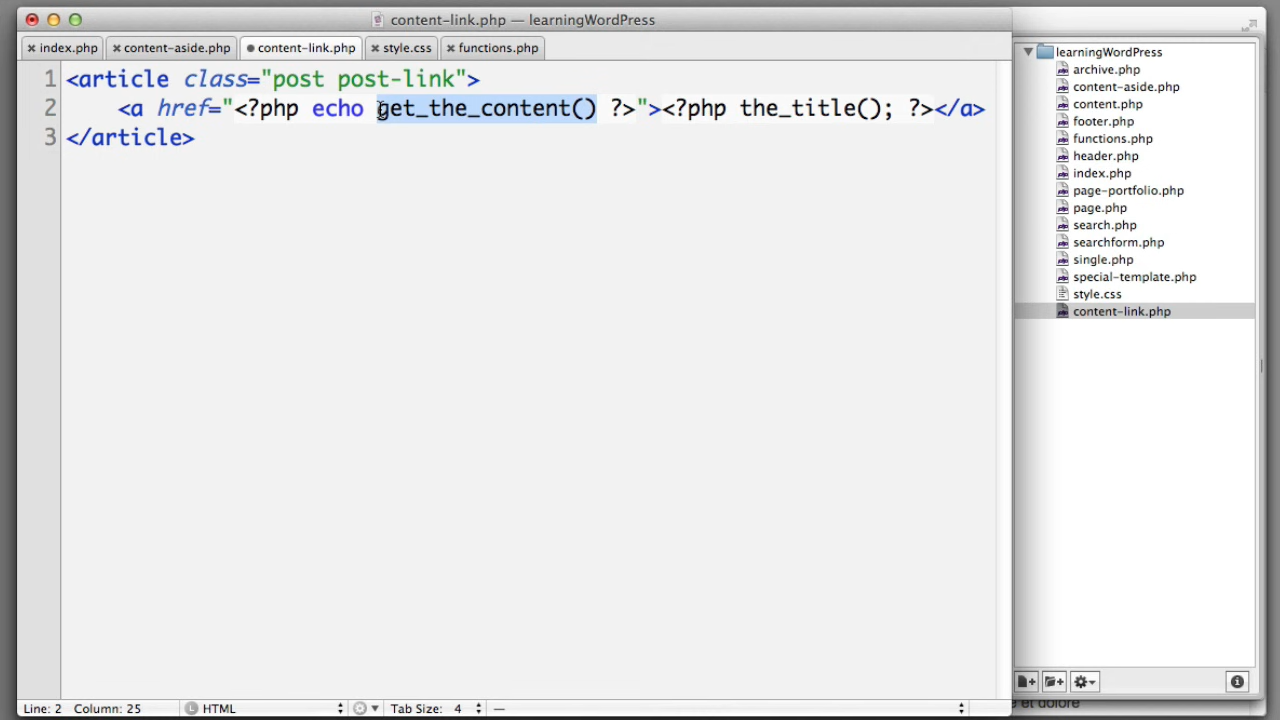 content-link.php — learningWordPress
index.php
content-aside.php
content-link.php
style.css
functions.php
1 <article class="post post-link">
2 <a href="<?php echo get_the_content() ?>"><?php the_title(); ?></a>
3 </article>
learningWordPress
archive.php
content-aside.php
content.php
footer.php
functions.php
header.php
index.php
page-portfolio.php
page.php
search.php
searchform.php
single.php
special-template.php
style.css
content-link.php
Line: 2 Column: 25
L HTML
Tab Size: 4
—
et dolore